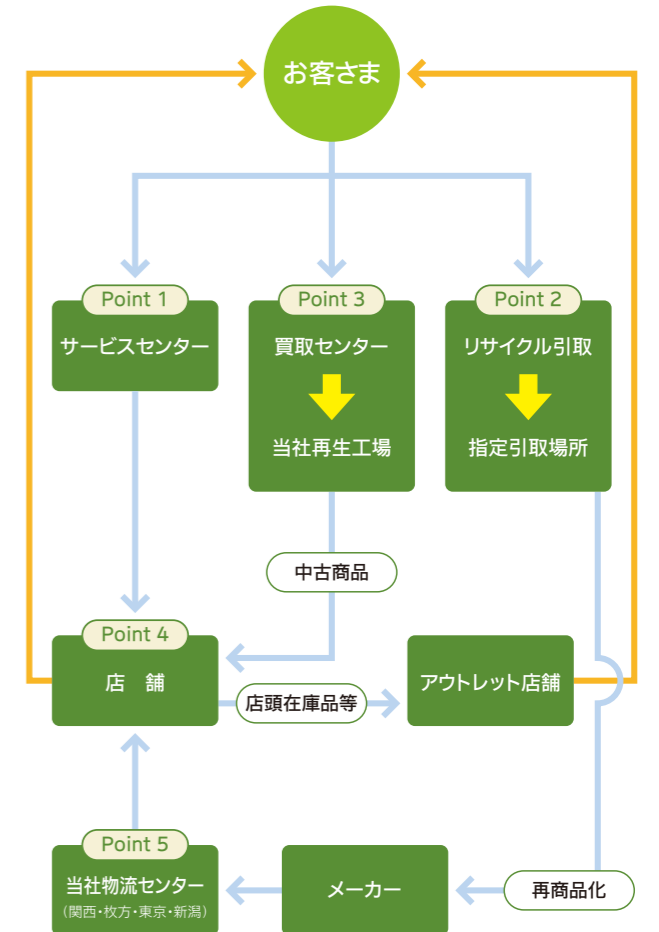 お客さま
Point 1
サービスセンター
Point 3
買取センター
当社再生工場
Point 2
リサイクル引取
指定引取場所
中古商品
Point 4
店　舗
店頭在庫品等
アウトレット店舗
Point 5
当社物流センター
(関西・枚方・東京・新潟)
メーカー
再商品化